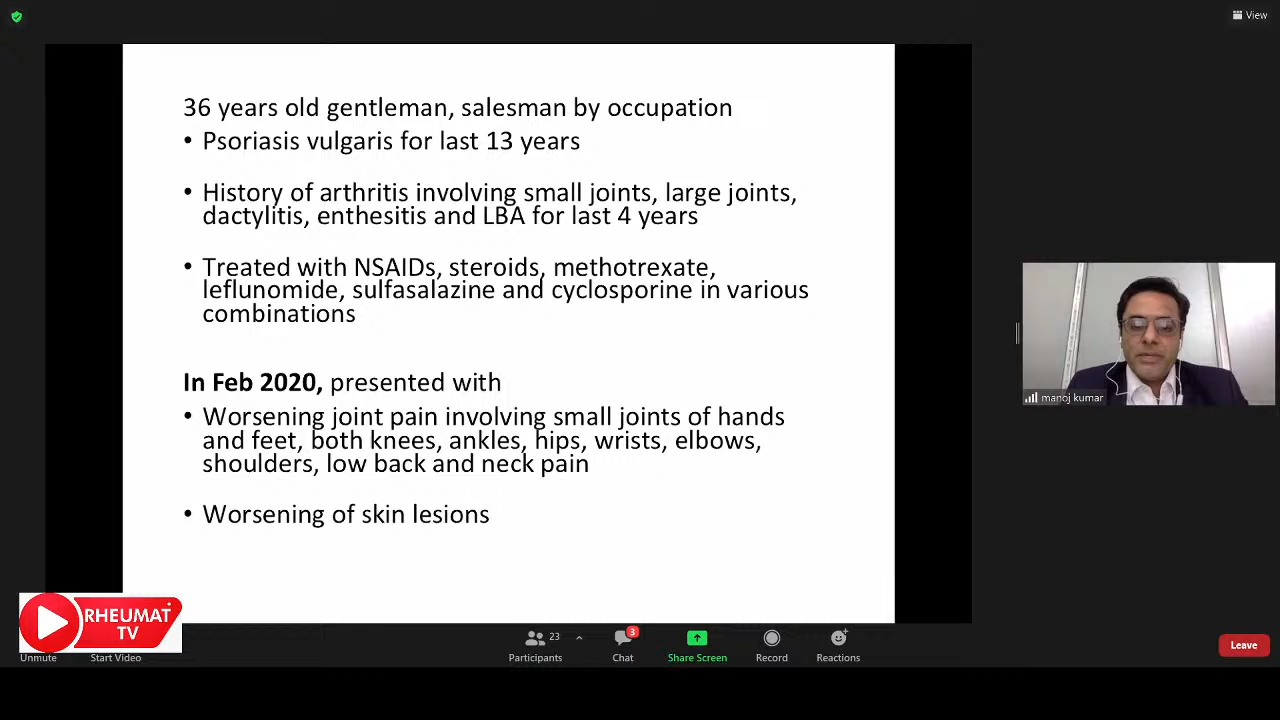 View
36 years old gentleman, salesman by occupation
• Psoriasis vulgaris for last 13 years
• History of arthritis involving small joints, large joints,
dactylitis, enthesitis and LBA for last 4 years
• Treated with NSAIDs, steroids, methotrexate,
leflunomide, sulfasalazine and cyclosporine in various
combinations
In Feb 2020, presented with
• Worsening joint pain involving small joints of hands
and feet, both knees, ankles, hips, wrists, elbows,
shoulders, low back and neck pain
• Worsening of skin lesions
manoj kumar
RHEUMAT
TV
Unmute
Start Video
23
Participants
3
Chat
Share Screen
Record
Reactions
Leave